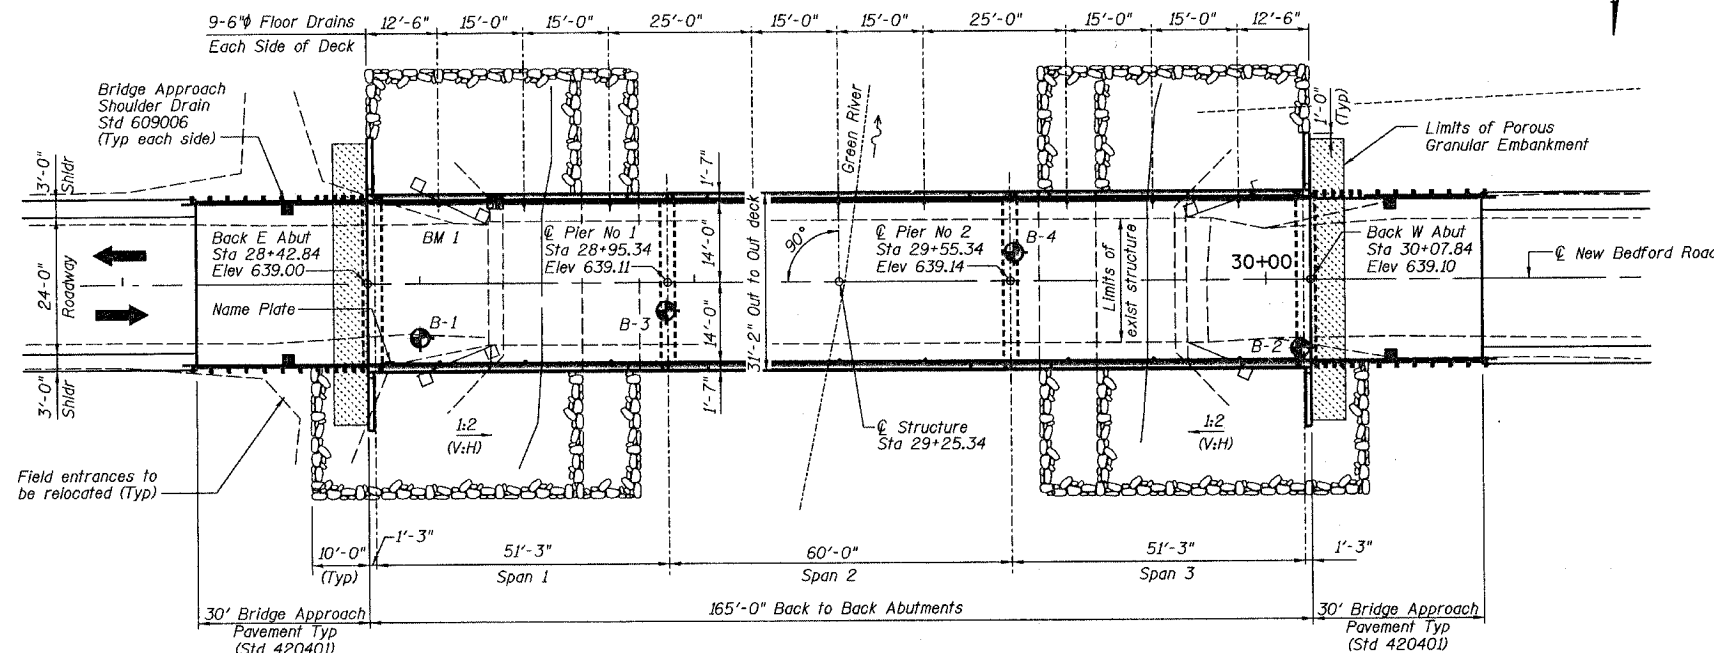 9-6"ϕ Floor Drains
Each Side of Deck
12'-6"
15'-0"
15'-0"
25'-0"
15'-0"
15'-0"
25'-0"
15'-0"
15'-0"
12'-6"
Bridge Approach
Shoulder Drain
Std 609006
(Typ each side)
Green River
1'-0"
(Typ)
Limits of Porous
Granular Embankment
3'-0"
Shldr
24'-0"
Roadway
3'-0"
Shldr
Back E Abut
Sta 28+42.84
Elev 639.00
Name Plate
BM 1
B-1
℄ Pier No 1
Sta 28+95.34
Elev 639.11
B-3
1'-7"
14'-0"
14'-0"
1'-7"
31'-2" Out to Out deck
90°
℄ Pier No 2
Sta 29+55.34
Elev 639.14
B-4
Limits of
exist structure
30+00
B-2
Back W Abut
Sta 30+07.84
Elev 639.10
℄ New Bedford Road
℄ Structure
Sta 29+25.34
1:2
(V:H)
1:2
(V:H)
Field entrances to
be relocated (Typ)
10'-0"
(Typ)
1'-3"
51'-3"
Span 1
60'-0"
Span 2
51'-3"
Span 3
1'-3"
30' Bridge Approach
Pavement Typ
(Std 420401)
165'-0" Back to Back Abutments
30' Bridge Approach
Pavement Typ
(Std 420401)